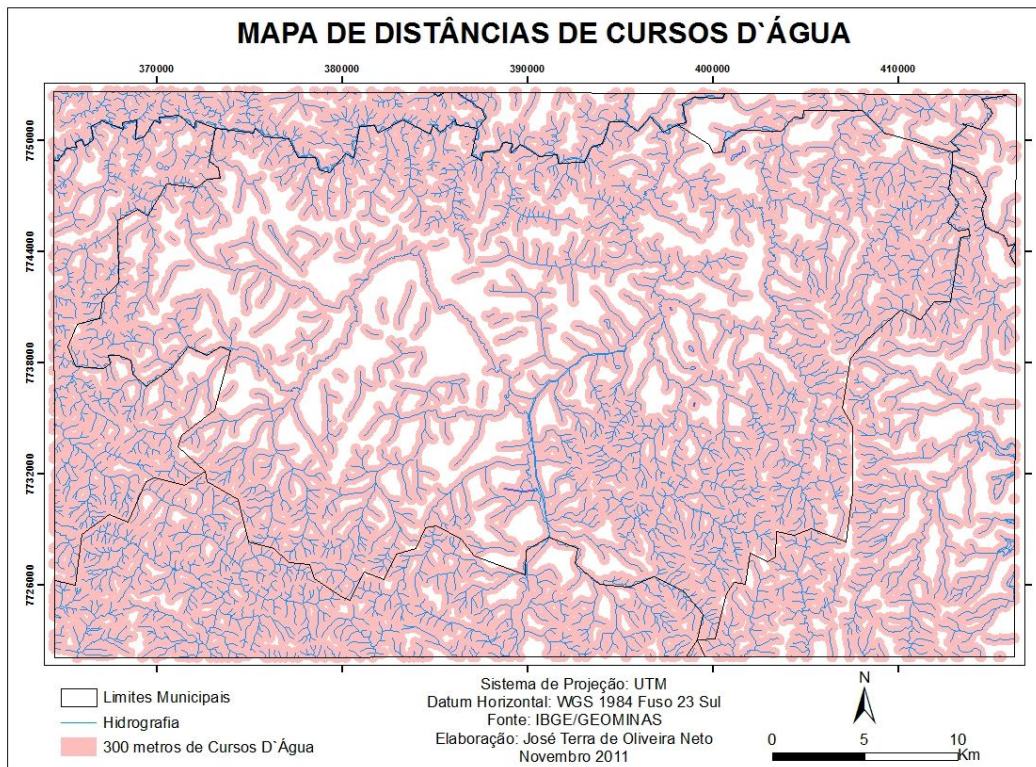 MAPA DE DISTÂNCIAS DE CURSOS D`ÁGUA
370000 380000 390000 400000 410000
7750000
7744000
7738000
7732000
7726000
Limites Municipais
Hidrografia
300 metros de Cursos D`Água
Sistema de Projeção: UTM
Datum Horizontal: WGS 1984 Fuso 23 Sul
Fonte: IBGE/GEOMINAS
Elaboração: José Terra de Oliveira Neto
Novembro 2011
N
0 5 10
Km